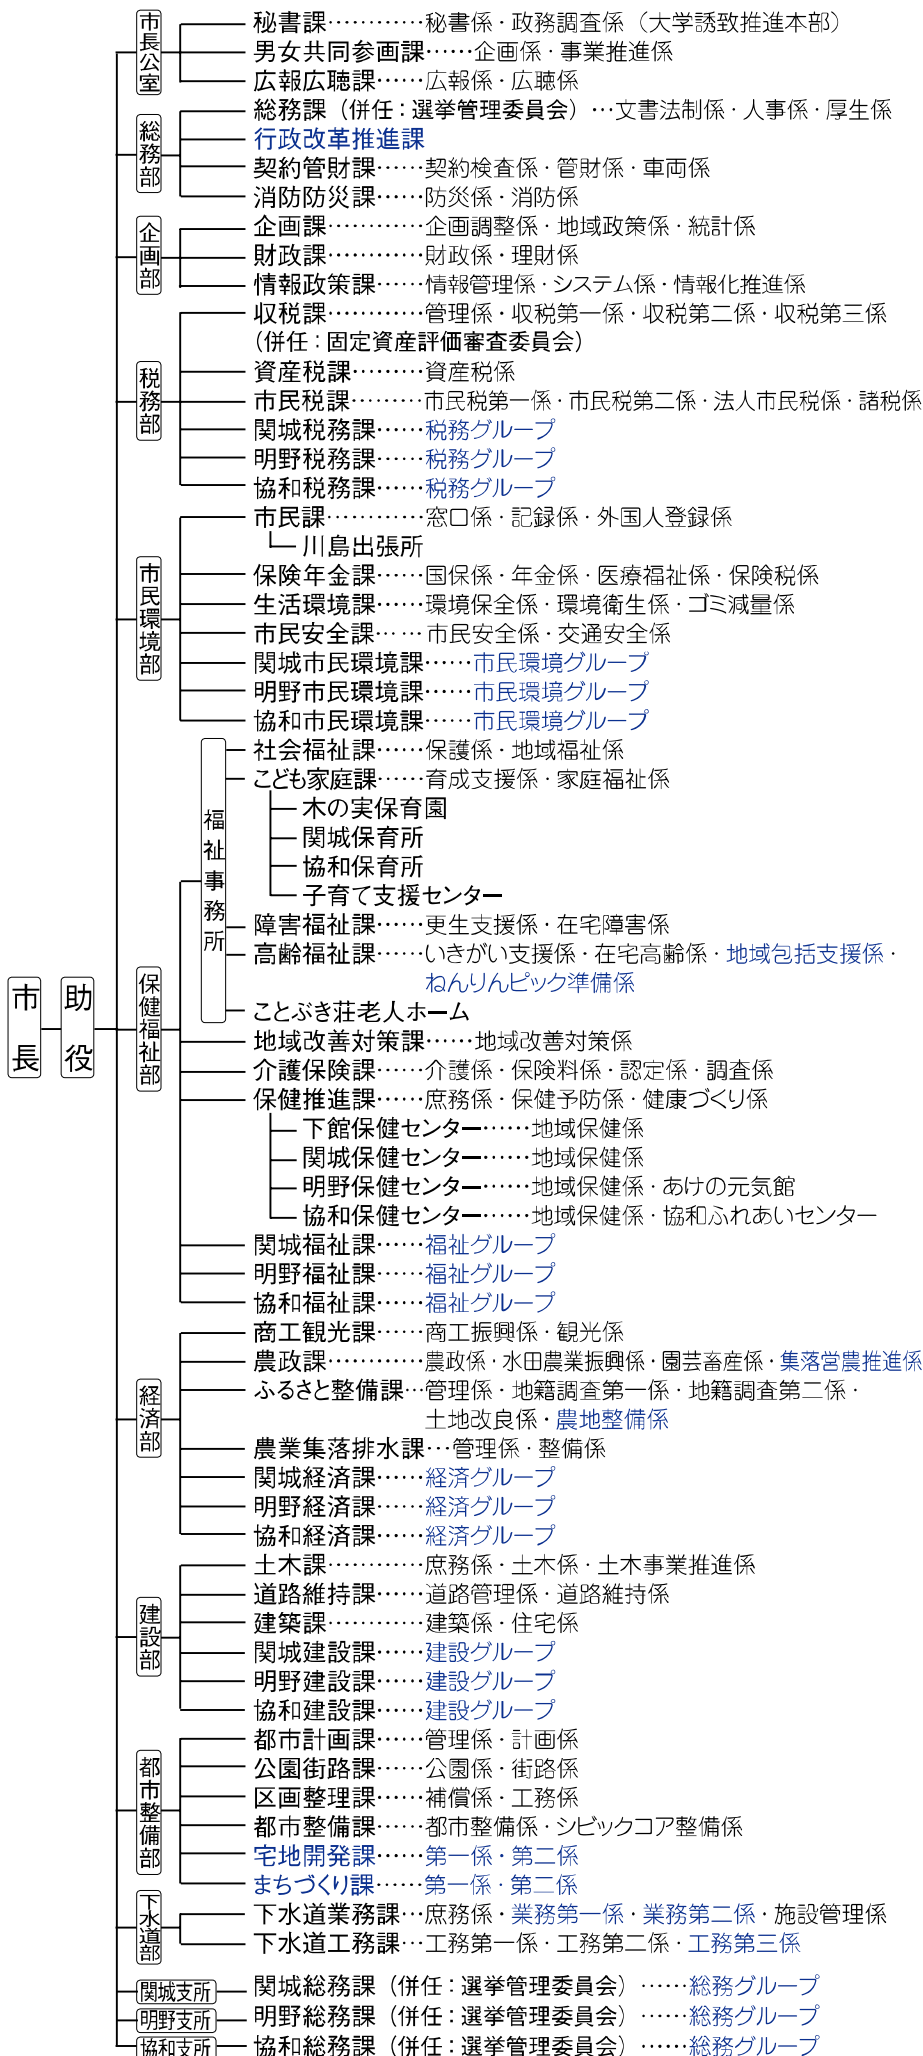 市長
助役
市長公室
秘書課…………秘書係・政務調査係（大学誘致推進本部）
男女共同参画課……企画係・事業推進係
広報広聴課……広報係・広聴係
総務部
総務課（併任：選挙管理委員会）…文書法制係・人事係・厚生係
行政改革推進課
契約管財課……契約検査係・管財係・車両係
消防防災課……防災係・消防係
企画部
企画課…………企画調整係・地域政策係・統計係
財政課…………財政係・理財係
情報政策課……情報管理係・システム係・情報化推進係
税務部
収税課…………管理係・収税第一係・収税第二係・収税第三係
（併任：固定資産評価審査委員会）
資産税課………資産税係
市民税課………市民税第一係・市民税第二係・法人市民税係・諸税係
関城税務課……税務グループ
明野税務課……税務グループ
協和税務課……税務グループ
市民環境部
市民課…………窓口係・記録係・外国人登録係
川島出張所
保険年金課……国保係・年金係・医療福祉係・保険税係
生活環境課……環境保全係・環境衛生係・ゴミ減量係
市民安全課……市民安全係・交通安全係
関城市民環境課……市民環境グループ
明野市民環境課……市民環境グループ
協和市民環境課……市民環境グループ
保健福祉部
福祉事務所
社会福祉課……保護係・地域福祉係
こども家庭課……育成支援係・家庭福祉係
木の実保育園
関城保育所
協和保育所
子育て支援センター
障害福祉課……更生支援係・在宅障害係
高齢福祉課……いきがい支援係・在宅高齢係・地域包括支援係・
ねんりんピック準備係
ことぶき荘老人ホーム
地域改善対策課……地域改善対策係
介護保険課……介護係・保険料係・認定係・調査係
保健推進課……庶務係・保健予防係・健康づくり係
下館保健センター……地域保健係
関城保健センター……地域保健係
明野保健センター……地域保健係・あけの元気館
協和保健センター……地域保健係・協和ふれあいセンター
関城福祉課……福祉グループ
明野福祉課……福祉グループ
協和福祉課……福祉グループ
経済部
商工観光課……商工振興係・観光係
農政課…………農政係・水田農業振興係・園芸畜産係・集落営農推進係
ふるさと整備課…管理係・地籍調査第一係・地籍調査第二係・
土地改良係・農地整備係
農業集落排水課…管理係・整備係
関城経済課……経済グループ
明野経済課……経済グループ
協和経済課……経済グループ
建設部
土木課…………庶務係・土木係・土木事業推進係
道路維持課……道路管理係・道路維持係
建築課…………建築係・住宅係
関城建設課……建設グループ
明野建設課……建設グループ
協和建設課……建設グループ
都市整備部
都市計画課……管理係・計画係
公園街路課……公園係・街路係
区画整理課……補償係・工務係
都市整備課……都市整備係・シビックコア整備係
宅地開発課……第一係・第二係
まちづくり課……第一係・第二係
下水道部
下水道業務課…庶務係・業務第一係・業務第二係・施設管理係
下水道工務課…工務第一係・工務第二係・工務第三係
関城支所
関城総務課（併任：選挙管理委員会）……総務グループ
明野支所
明野総務課（併任：選挙管理委員会）……総務グループ
協和支所
協和総務課（併任：選挙管理委員会）……総務グループ